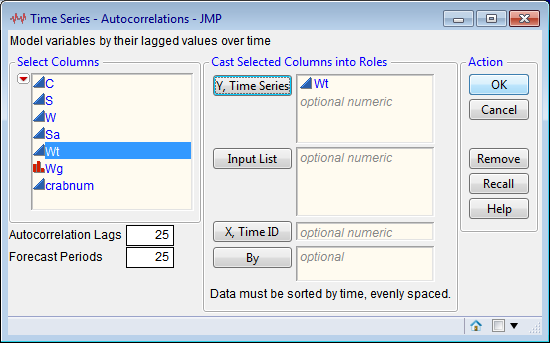 Time Series - Autocorrelations - JMP
Model variables by their lagged values over time
Select Columns
C
S
W
Sa
Wt
Wg
crabnum
Autocorrelation Lags 25
Forecast Periods 25
Cast Selected Columns into Roles
Y, Time Series Wt
optional numeric
Input List optional numeric
X, Time ID optional numeric
By optional
Data must be sorted by time, evenly spaced.
Action
OK
Cancel
Remove
Recall
Help